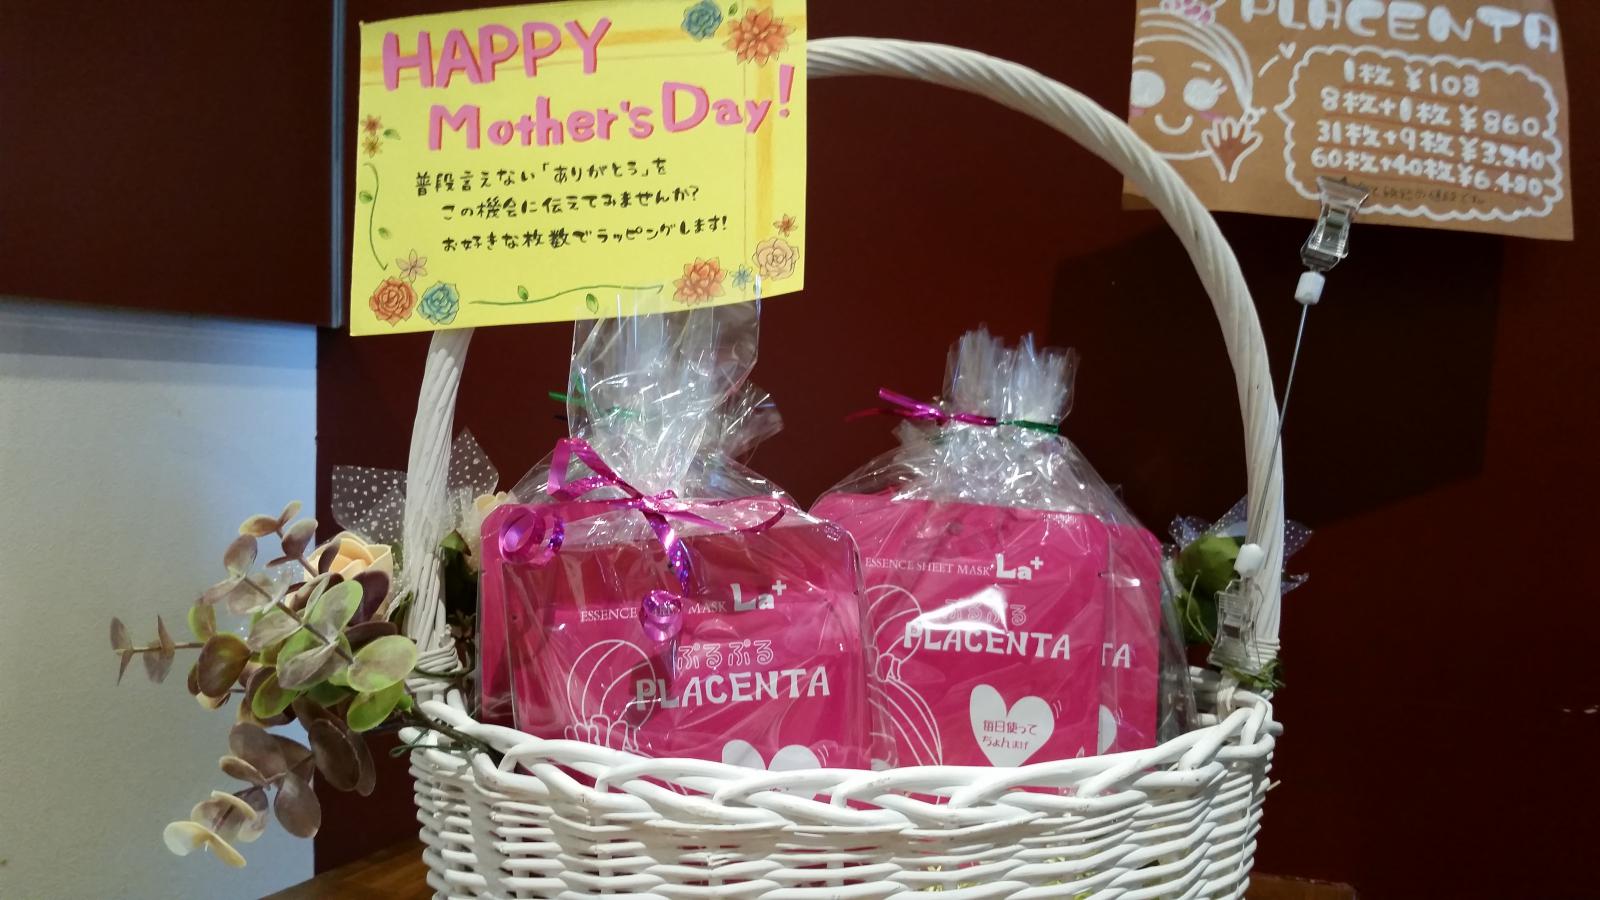 HAPPY
Mother's Day!
普段言えない「ありがとう」を
この機会に伝えてみませんか?
お好きな枚数でラッピングします!
PLACENTA
1枚 ¥108
8枚+1枚 ¥860
31枚+9枚 ¥3,240
60枚+40枚 ¥6,480
ESSENCE MASK La+
ぷるぷる
PLACENTA
ESSENCE SHEET MASK La+
ぷるぷる
PLACENTA
毎日使って
ちょんまげ
TA